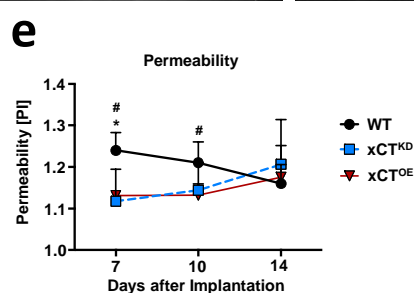 e
Permeability
Permeability [PI]
1.4
1.3
1.2
1.1
1.0
#
*
#
7
10
14
Days after Implantation
WT
xCTᴷᴰ
xCTᴼᴱ